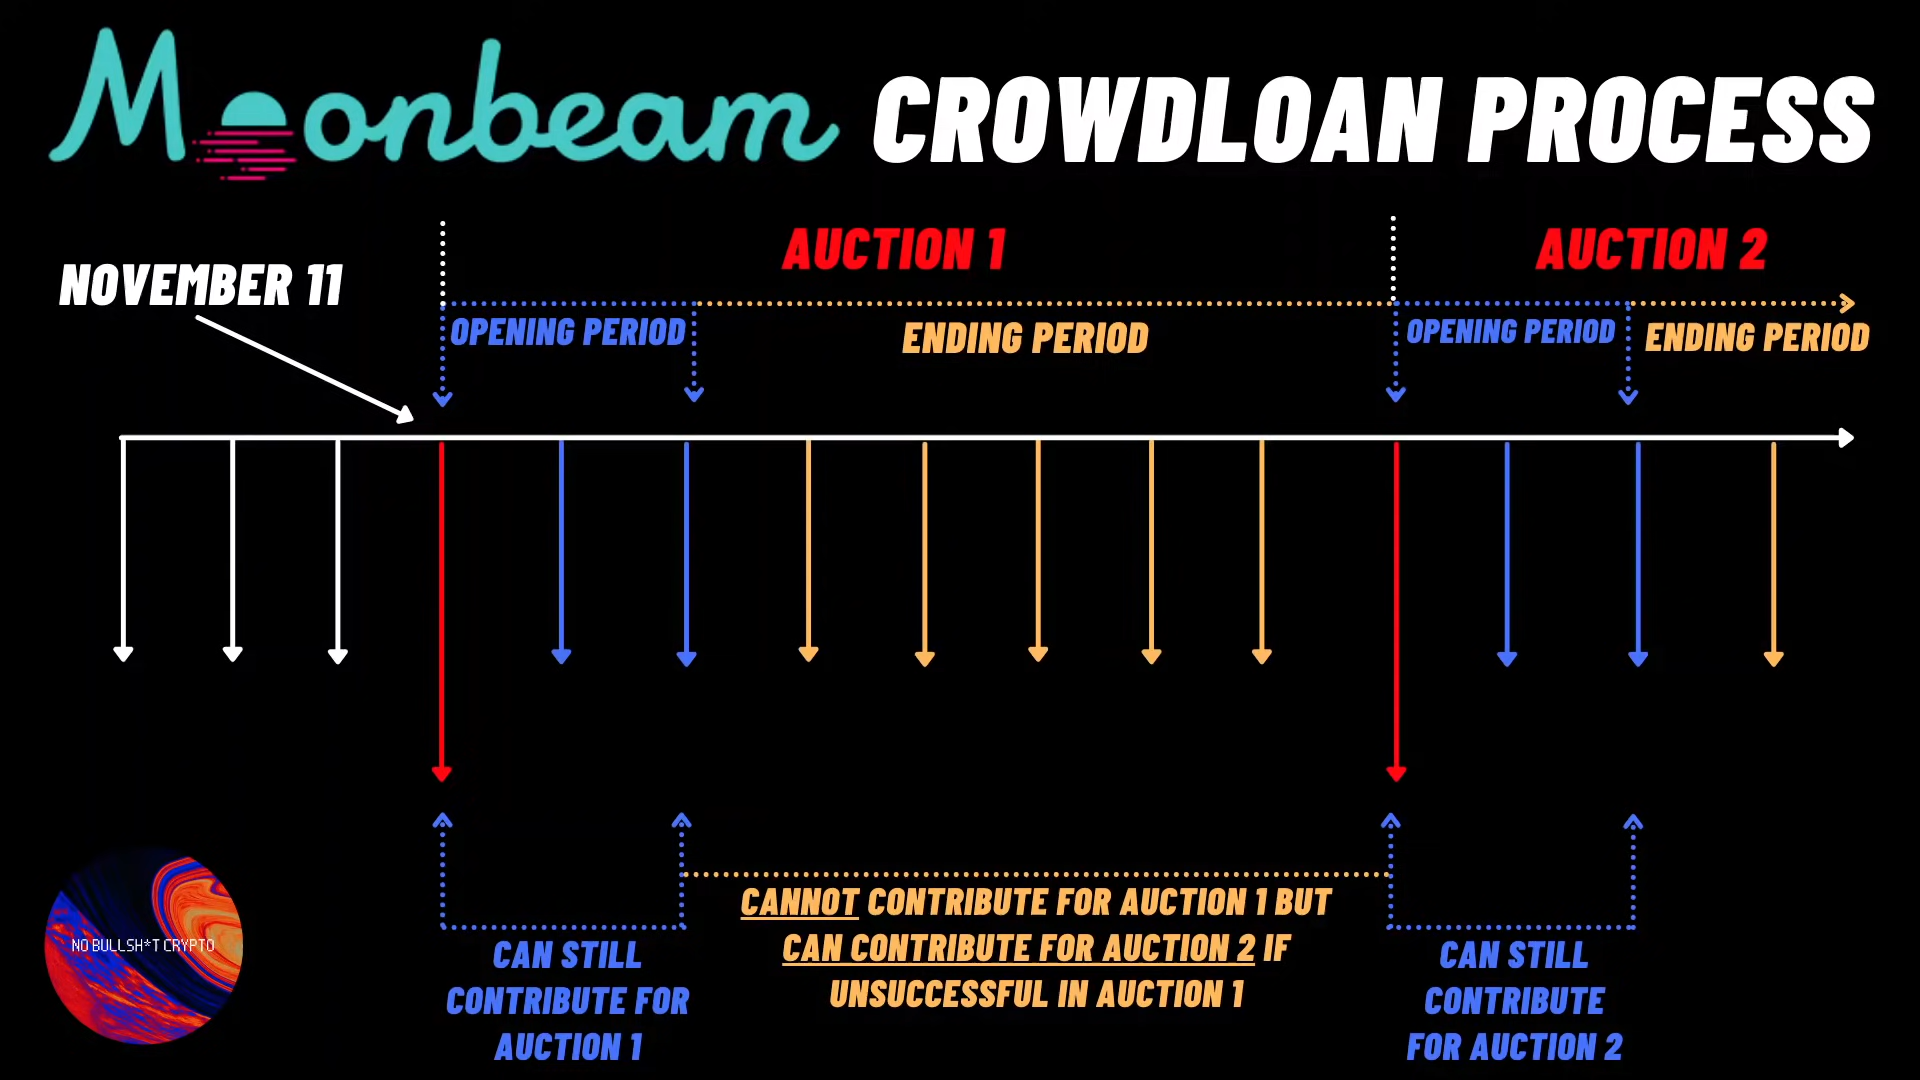 Moonbeam CROWDLOAN PROCESS
AUCTION 1
AUCTION 2
NOVEMBER 11
OPENING PERIOD
ENDING PERIOD
OPENING PERIOD
ENDING PERIOD
CANNOT CONTRIBUTE FOR AUCTION 1 BUT
CAN CONTRIBUTE FOR AUCTION 2 IF
UNSUCCESSFUL IN AUCTION 1
CAN STILL
CONTRIBUTE FOR
AUCTION 1
CAN STILL
CONTRIBUTE
FOR AUCTION 2
NO BULLSH*T CRYPTO